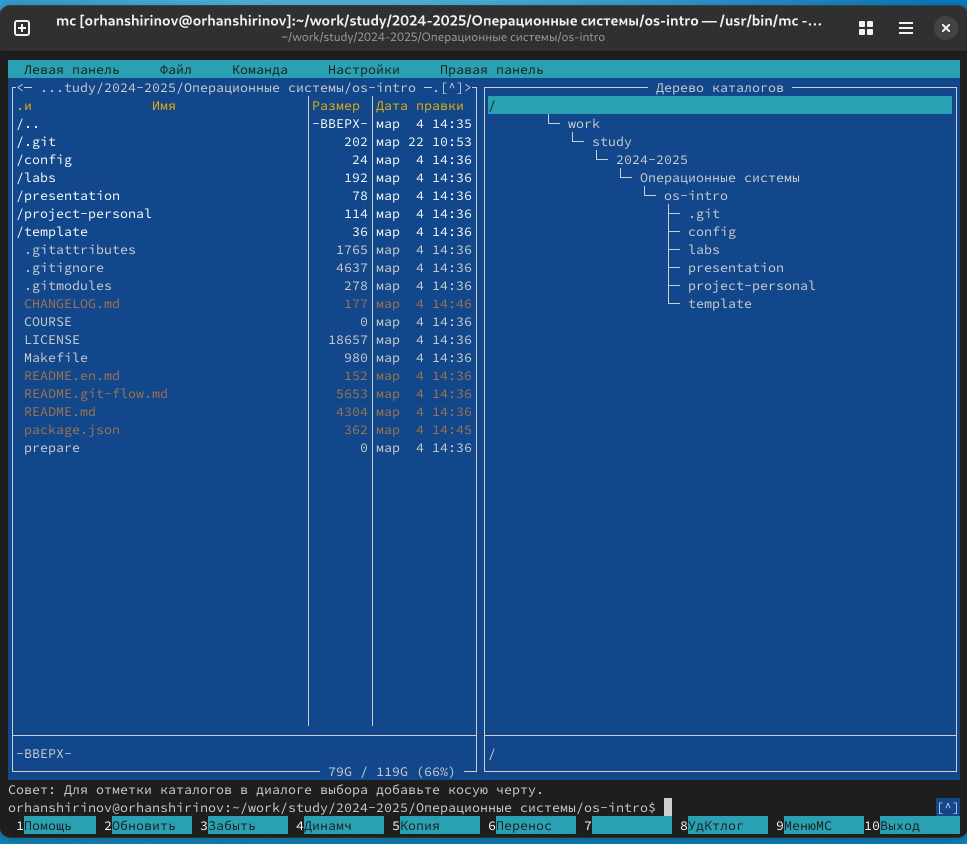 mc [orhanshirinov@orhanshirinov]:~/work/study/2024-2025/Операционные системы/os-intro — /usr/bin/mc -...
~/work/study/2024-2025/Операционные системы/os-intro
Левая панель Файл Команда Настройки Правая панель
<— ...tudy/2024-2025/Операционные системы/os-intro —.[^]>
.и Имя Размер Дата правки
/.. -ВВЕРХ- мар 4 14:35
/.git 202 мар 22 10:53
/config 24 мар 4 14:36
/labs 192 мар 4 14:36
/presentation 78 мар 4 14:36
/project-personal 114 мар 4 14:36
/template 36 мар 4 14:36
.gitattributes 1765 мар 4 14:36
.gitignore 4637 мар 4 14:36
.gitmodules 278 мар 4 14:36
CHANGELOG.md 177 мар 4 14:46
COURSE 0 мар 4 14:36
LICENSE 18657 мар 4 14:36
Makefile 980 мар 4 14:36
README.en.md 152 мар 4 14:36
README.git-flow.md 5653 мар 4 14:36
README.md 4304 мар 4 14:36
package.json 362 мар 4 14:45
prepare 0 мар 4 14:36
-ВВЕРХ-
79G / 119G (66%)
Дерево каталогов
/
work
study
2024-2025
Операционные системы
os-intro
.git
config
labs
presentation
project-personal
template
/
Совет: Для отметки каталогов в диалоге выбора добавьте косую черту.
orhanshirinov@orhanshirinov:~/work/study/2024-2025/Операционные системы/os-intro$ [^]
1Помощь 2Обновить 3Забыть 4Динамч 5Копия 6Перенос 7 8УдКтлог 9МенюМС 10Выход